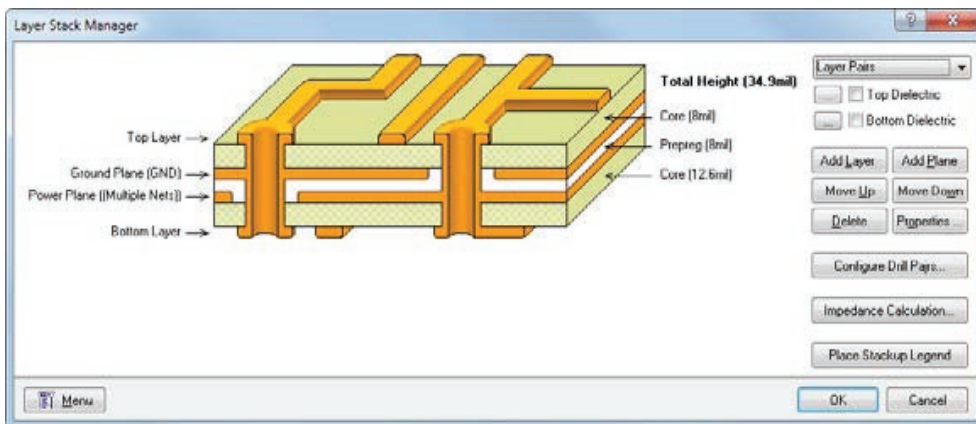 Layer Stack Manager
Top Layer
Ground Plane (GND)
Power Plane ((Multiple Nets))
Bottom Layer
Total Height (34.9mil)
Core (8mil)
Prepreg (8mil)
Core (12.6mil)
Layer Pairs
... Top Dielectric
... Bottom Dielectric
Add Layer Add Plane
Move Up Move Down
Delete Properties ...
Configure Drill Pairs...
Impedance Calculation...
Place Stackup Legend
Menu OK Cancel